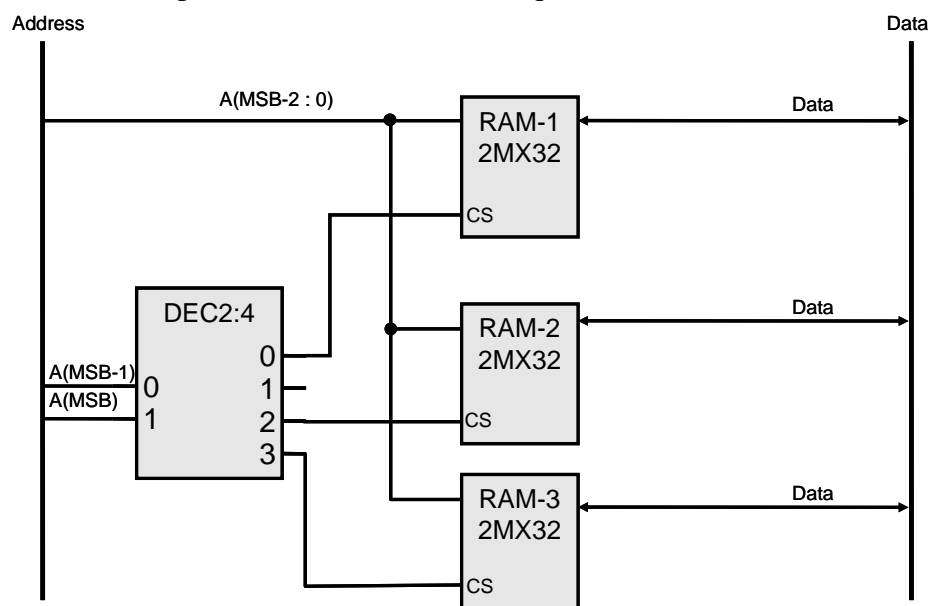 Address
Data
A(MSB-2 : 0)
RAM-1
2MX32
CS
Data
DEC2:4
0
1
2
3
A(MSB-1)
0
A(MSB)
1
RAM-2
2MX32
CS
Data
RAM-3
2MX32
CS
Data